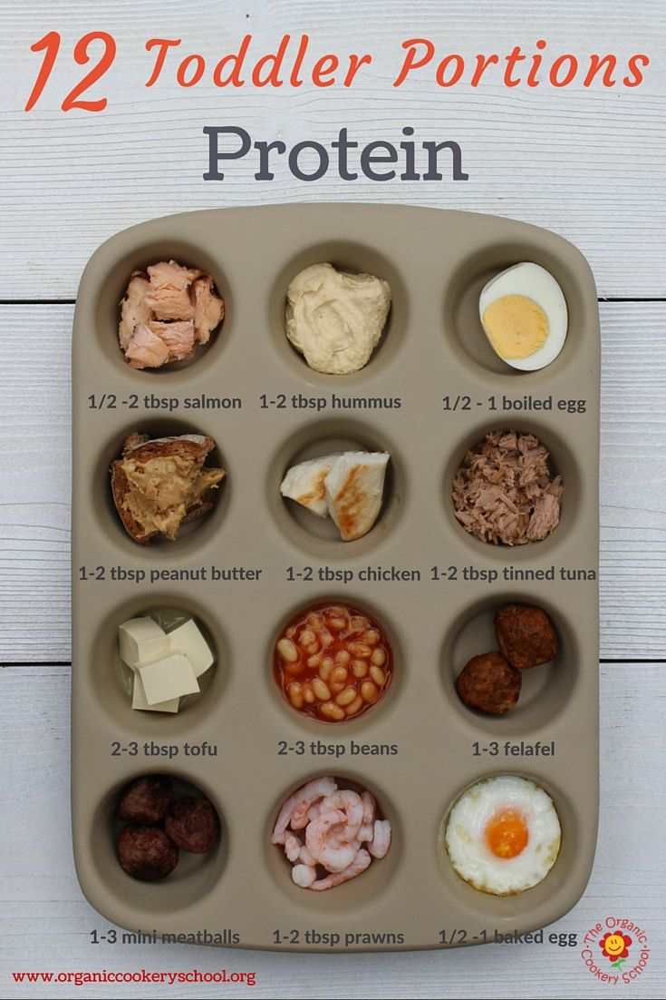 12 Toddler Portions
Protein
1/2 -2 tbsp salmon
1-2 tbsp hummus
1/2 - 1 boiled egg
1-2 tbsp peanut butter
1-2 tbsp chicken
1-2 tbsp tinned tuna
2-3 tbsp tofu
2-3 tbsp beans
1-3 felafel
1-3 mini meatballs
1-2 tbsp prawns
1/2 -1 baked egg
The Organic
Cookery School
www.organiccookeryschool.org